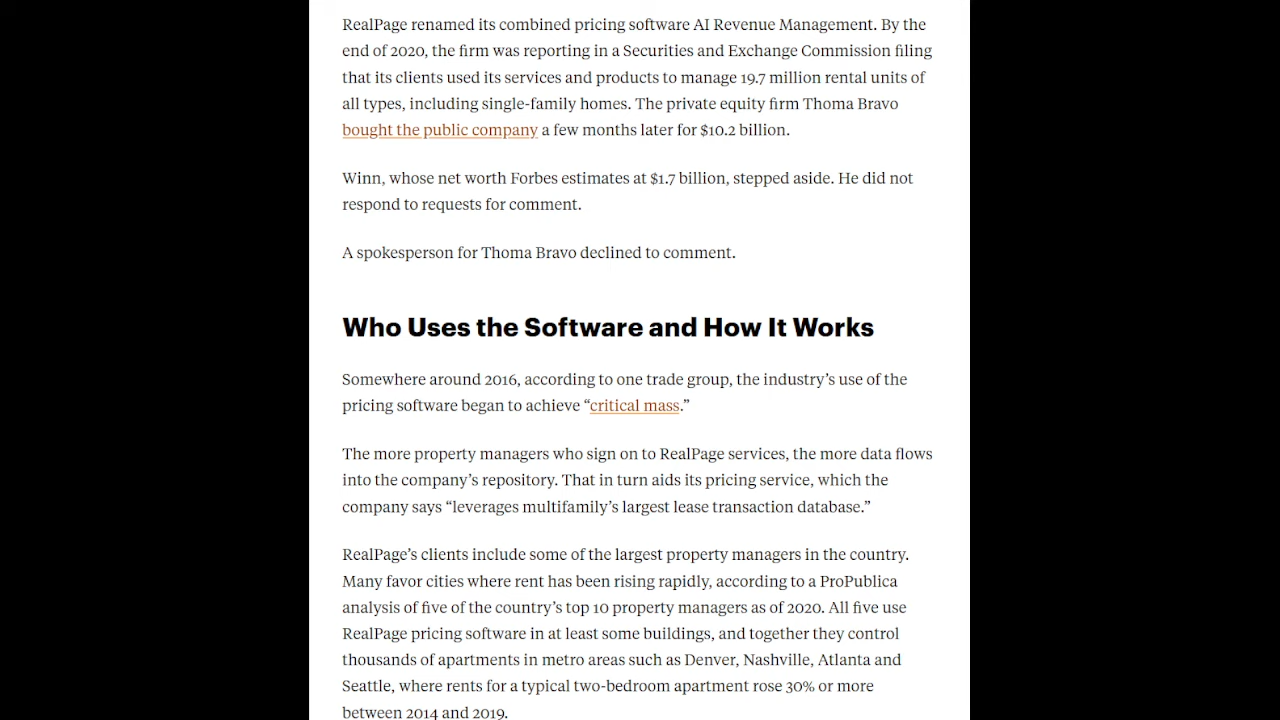 RealPage renamed its combined pricing software AI Revenue Management. By the
end of 2020, the firm was reporting in a Securities and Exchange Commission filing
that its clients used its services and products to manage 19.7 million rental units of
all types, including single-family homes. The private equity firm Thoma Bravo
bought the public company a few months later for $10.2 billion.
Winn, whose net worth Forbes estimates at $1.7 billion, stepped aside. He did not
respond to requests for comment.
A spokesperson for Thoma Bravo declined to comment.
Who Uses the Software and How It Works
Somewhere around 2016, according to one trade group, the industry’s use of the
pricing software began to achieve “critical mass.”
The more property managers who sign on to RealPage services, the more data flows
into the company’s repository. That in turn aids its pricing service, which the
company says “leverages multifamily’s largest lease transaction database.”
RealPage’s clients include some of the largest property managers in the country.
Many favor cities where rent has been rising rapidly, according to a ProPublica
analysis of five of the country’s top 10 property managers as of 2020. All five use
RealPage pricing software in at least some buildings, and together they control
thousands of apartments in metro areas such as Denver, Nashville, Atlanta and
Seattle, where rents for a typical two-bedroom apartment rose 30% or more
between 2014 and 2019.